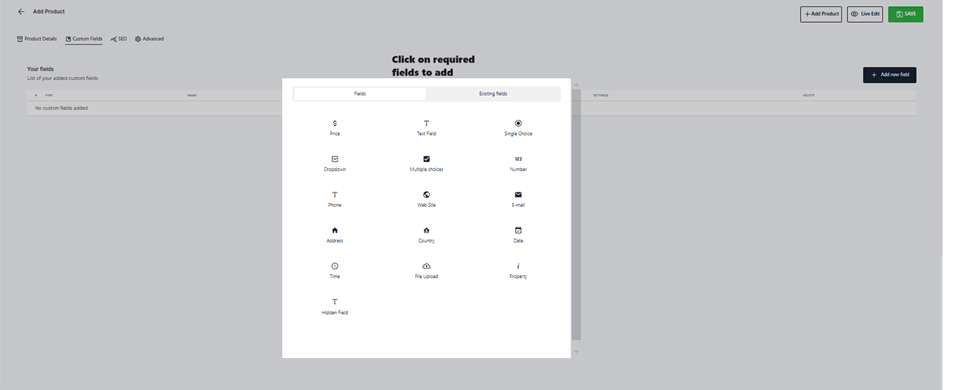 Add Product
+ Add Product
Live Edit
SAVE
Product Details
Custom Fields
SEO
Advanced
Click on required
fields to add
Your fields
List of your added custom fields
+ Add new field
# TYPE NAME SETTINGS DELETE
No custom fields added
Fields
Existing fields
$
Price
T
Text Field
Single Choice
Dropdown
Multiple choices
123
Number
T
Phone
Web Site
E-mail
Address
Country
Date
Time
File Upload
i
Property
T
Hidden Field